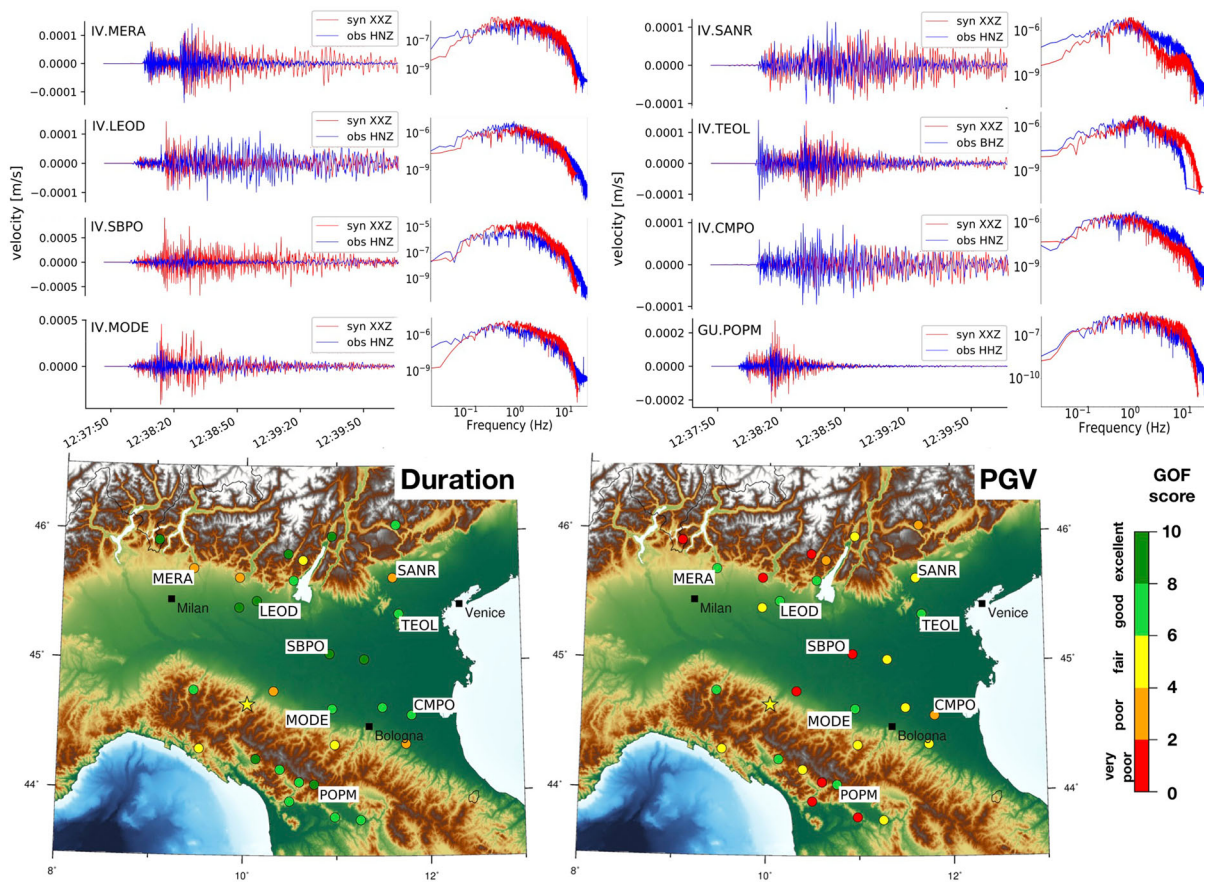 velocity [m/s]
IV.MERA
syn XXZ
obs HNZ
0.0001
0.0000
−0.0001
10⁻⁶
10⁻⁹
IV.LEOD
syn XXZ
obs HNZ
0.0001
0.0000
−0.0001
10⁻⁶
10⁻⁹
IV.SBPO
syn XXZ
obs HNZ
0.0005
0.0000
−0.0005
10⁻⁵
10⁻⁷
10⁻⁹
IV.MODE
syn XXZ
obs HNZ
0.0005
0.0000
10⁻⁶
10⁻⁹
12:37:50
12:38:20
12:38:50
12:39:20
12:39:50
10⁻¹
10⁰
10¹
Frequency (Hz)
velocity [m/s]
IV.SANR
syn XXZ
obs HNZ
0.0001
0.0000
−0.0001
10⁻⁶
10⁻⁹
IV.TEOL
syn XXZ
obs BHZ
0.0001
0.0000
−0.0001
10⁻⁶
10⁻⁹
IV.CMPO
syn XXZ
obs HNZ
0.0001
0.0000
−0.0001
10⁻⁶
10⁻⁹
GU.POPM
syn XXZ
obs HHZ
0.0002
0.0000
−0.0002
10⁻⁷
10⁻¹⁰
12:37:50
12:38:20
12:38:50
12:39:20
12:39:50
10⁻¹
10⁰
10¹
Frequency (Hz)
Duration
46˚
45˚
44˚
MERA
SANR
Milan
LEOD
Venice
TEOL
SBPO
CMPO
MODE
Bologna
POPM
8˚
10˚
12˚
46˚
45˚
44˚
PGV
MERA
SANR
Milan
LEOD
Venice
TEOL
SBPO
MODE
CMPO
Bologna
POPM
8˚
10˚
12˚
46˚
45˚
44˚
GOF
score
10
8
6
4
2
0
excellent
good
fair
poor
very
poor